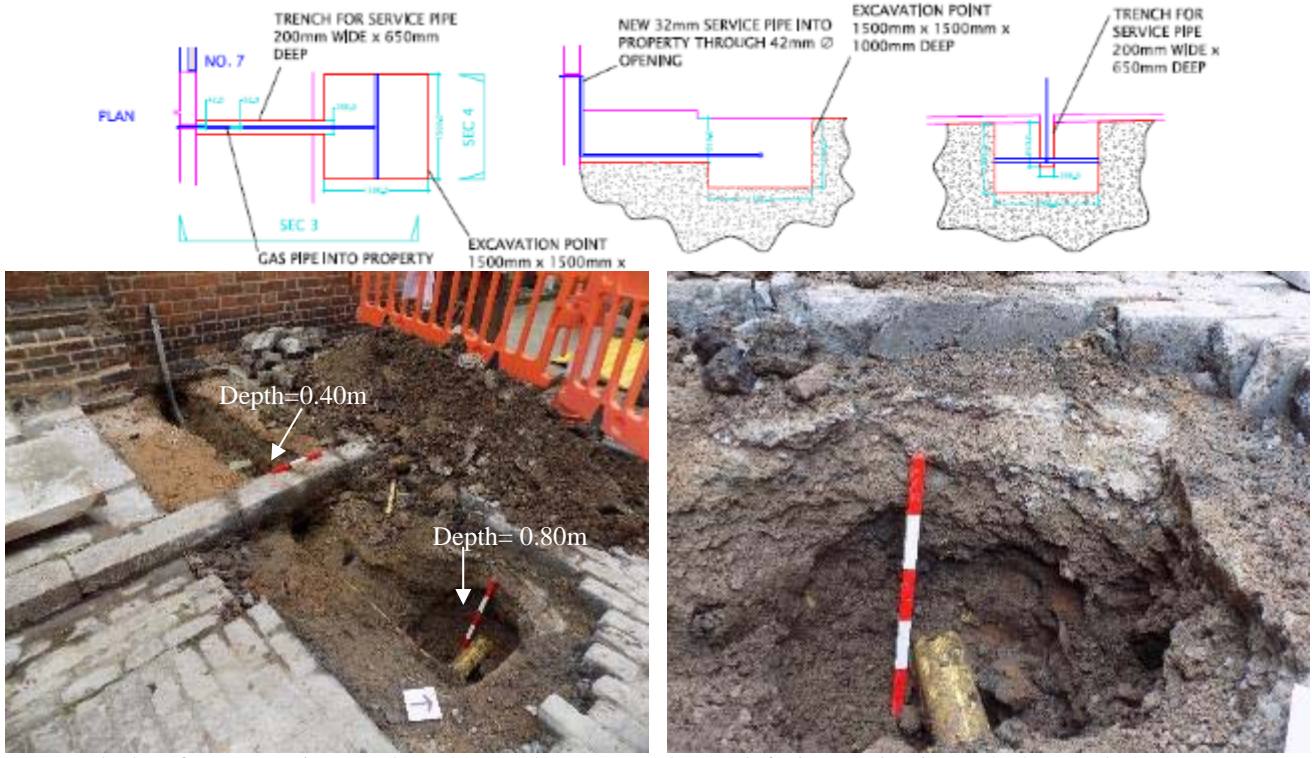 TRENCH FOR SERVICE PIPE
200mm WIDE x 650mm
DEEP
NO. 7
PLAN
SEC 4
SEC 3
GAS PIPE INTO PROPERTY
EXCAVATION POINT
1500mm x 1500mm x
NEW 32mm SERVICE PIPE INTO
PROPERTY THROUGH 42mm Ø
OPENING
EXCAVATION POINT
1500mm x 1500mm x
1000mm DEEP
TRENCH FOR
SERVICE PIPE
200mm WIDE x
650mm DEEP
Depth=0.40m
Depth= 0.80m